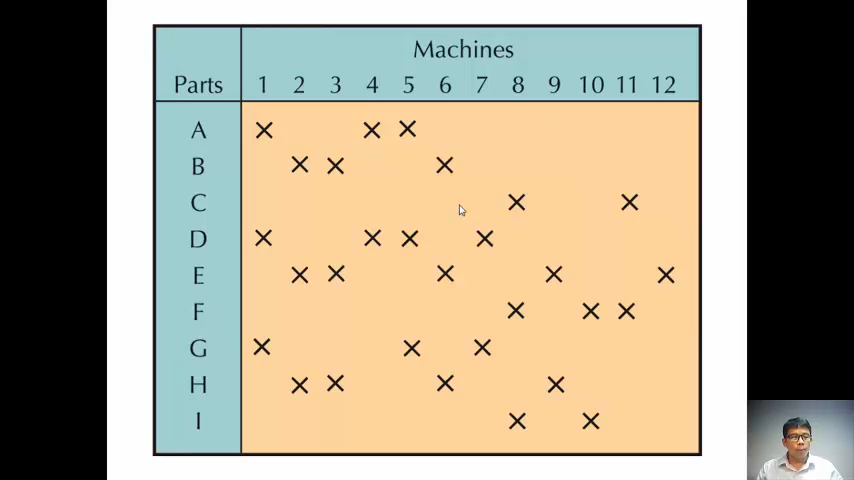 Machines
Parts 1 2 3 4 5 6 7 8 9 10 11 12
A × × ×
B × × ×
C × ×
D × × × ×
E × × × × ×
F × × ×
G × × ×
H × × × ×
I × ×